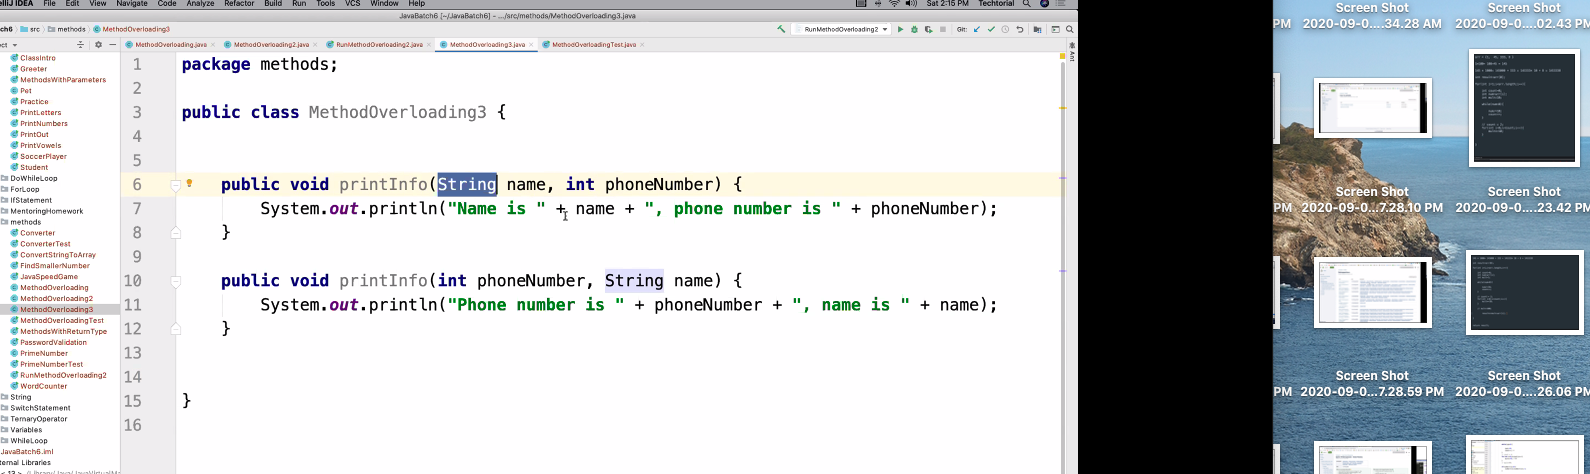 elliJ IDEA File Edit View Navigate Code Analyze Refactor Build Run Tools VCS Window Help Sat 2:15 PM Techtorial
JavaBatch6 [~/JavaBatch6] - .../src/methods/MethodOverloading3.java
ch6 src methods MethodOverloading3 RunMethodOverloading2 Git:
MethodOverloading.java MethodOverloading2.java RunMethodOverloading2.java MethodOverloading3.java MethodOverloadingTest.java
Ant
ClassIntro
Greeter
MethodsWithParameters
Pet
Practice
PrintLetters
PrintNumbers
PrintOut
PrintVowels
SoccerPlayer
Student
DoWhileLoop
ForLoop
IfStatement
MentoringHomework
methods
Converter
ConverterTest
ConvertStringToArray
FindSmallerNumber
JavaSpeedGame
MethodOverloading
MethodOverloading2
MethodOverloading3
MethodOverloadingTest
MethodsWithReturnType
PasswordValidation
PrimeNumber
PrimeNumberTest
RunMethodOverloading2
WordCounter
String
SwitchStatement
TernaryOperator
Variables
WhileLoop
JavaBatch6.iml
ternal Libraries
1 package methods;
2
3 public class MethodOverloading3 {
4
5
6 public void printInfo(String name, int phoneNumber) {
7 System.out.println("Name is " + name + ", phone number is " + phoneNumber);
8 }
9
10 public void printInfo(int phoneNumber, String name) {
11 System.out.println("Phone number is " + phoneNumber + ", name is " + name);
12 }
13
14
15 }
16
Screen Shot Screen Shot
PM 2020-09-0....34.28 AM 2020-09-0....02.43 PM
Screen Shot Screen Shot
PM 2020-09-0...7.28.10 PM 2020-09-0....23.42 PM
Screen Shot Screen Shot
PM 2020-09-0...7.28.59 PM 2020-09-0....26.06 PM